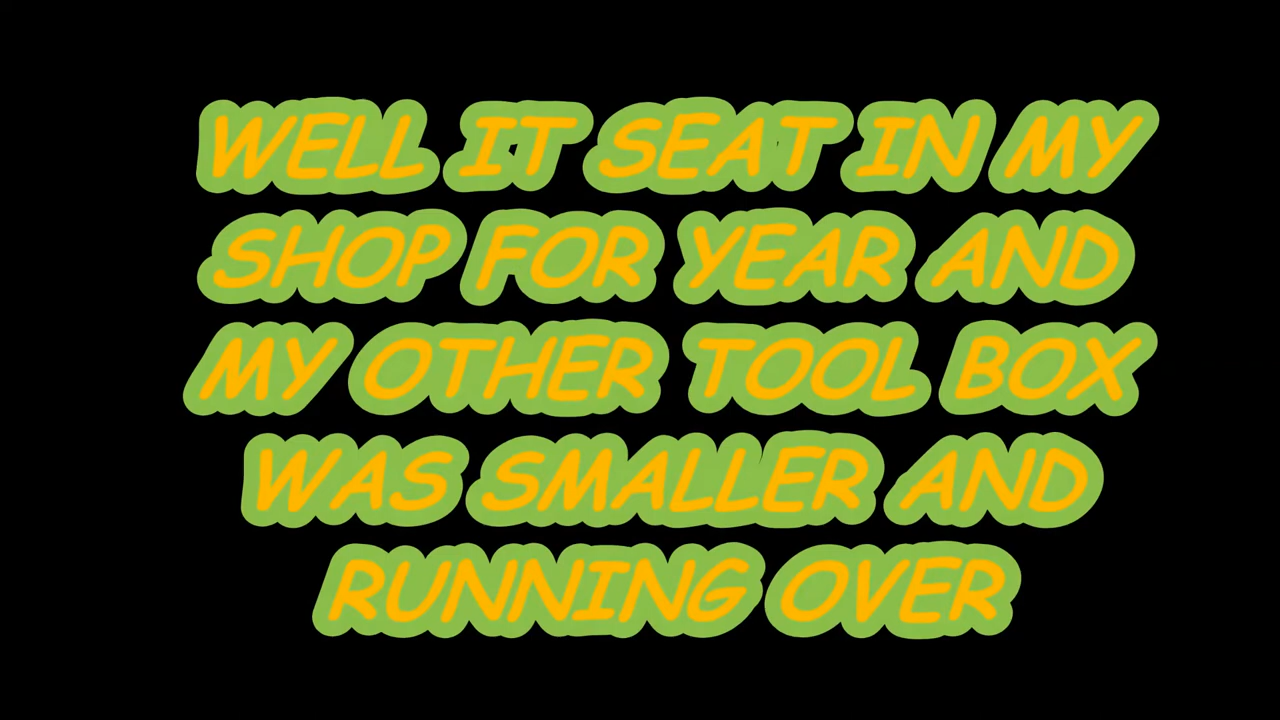 WELL IT SEAT IN MY
SHOP FOR YEAR AND
MY OTHER TOOL BOX
WAS SMALLER AND
RUNNING OVER